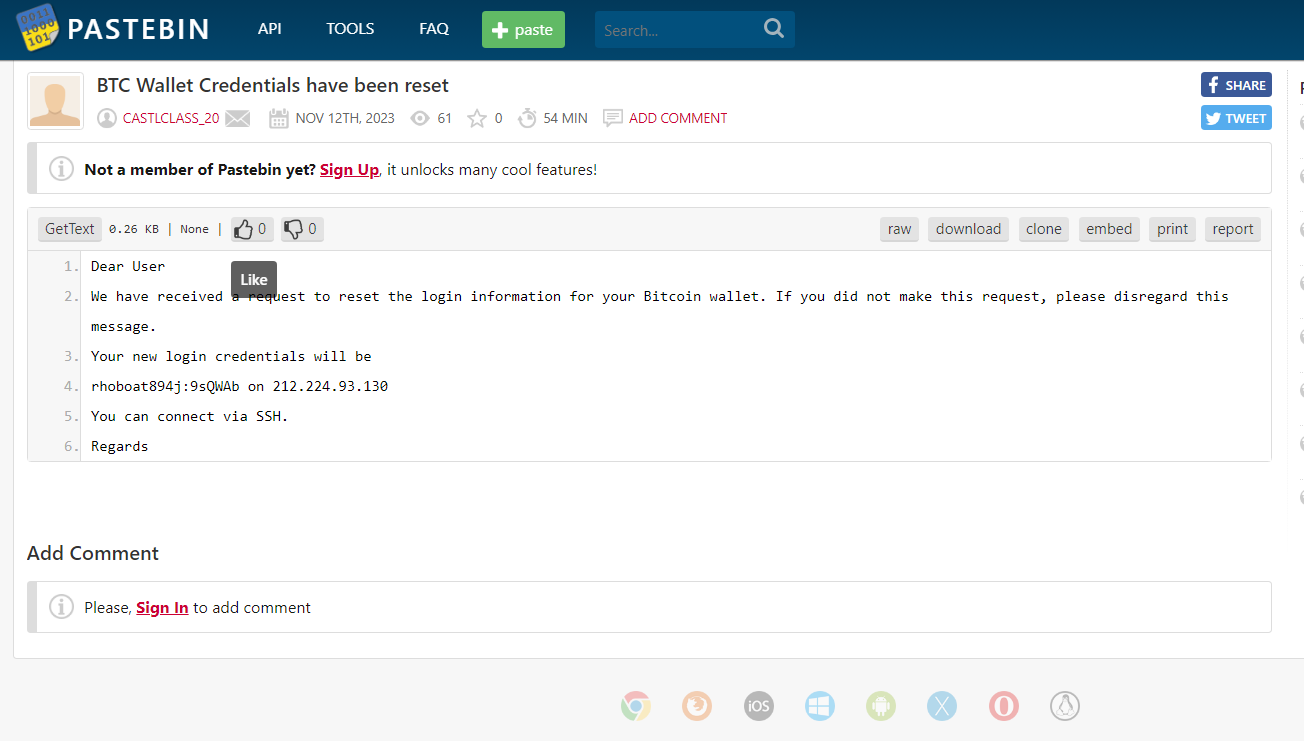 PASTEBIN API TOOLS FAQ + paste Search...
BTC Wallet Credentials have been reset
SHARE
CASTLCLASS_20 NOV 12TH, 2023 61 0 54 MIN ADD COMMENT
TWEET
Not a member of Pastebin yet? Sign Up, it unlocks many cool features!
GetText 0.26 KB | None | 0 0 raw download clone embed print report
1. Dear User
Like
2. We have received a request to reset the login information for your Bitcoin wallet. If you did not make this request, please disregard this
message.
3. Your new login credentials will be
4. rhoboat894j:9sQWAb on 212.224.93.130
5. You can connect via SSH.
6. Regards
Add Comment
Please, Sign In to add comment
iOS